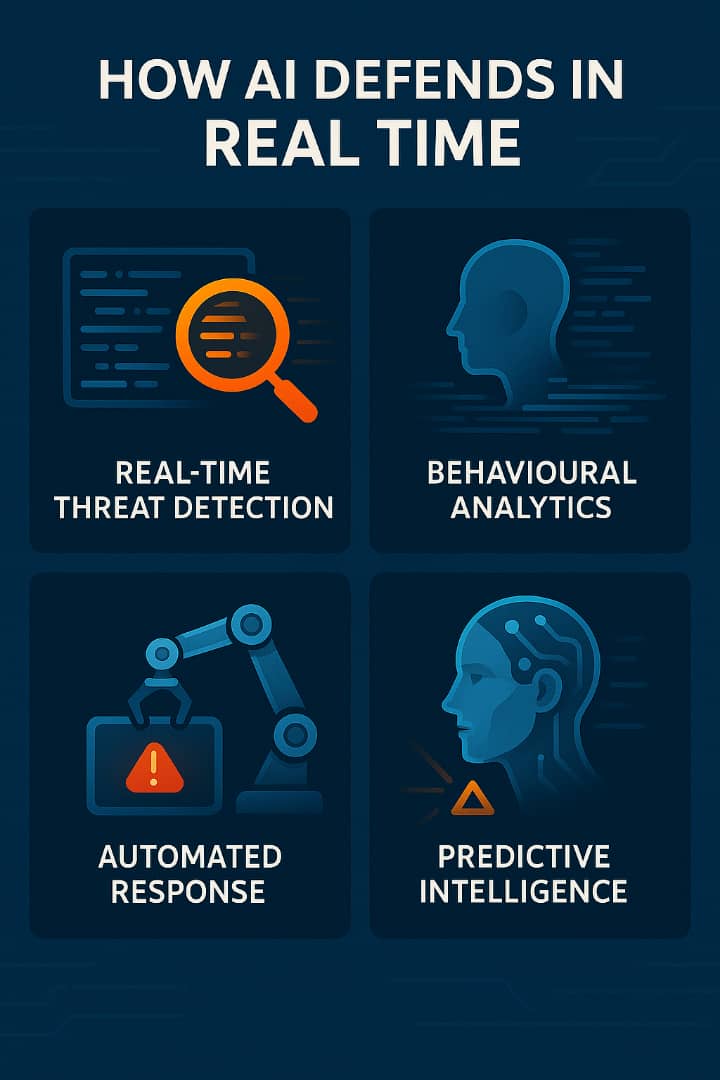 HOW AI DEFENDS IN
REAL TIME
REAL-TIME
THREAT DETECTION
BEHAVIOURAL
ANALYTICS
AUTOMATED
RESPONSE
PREDICTIVE
INTELLIGENCE